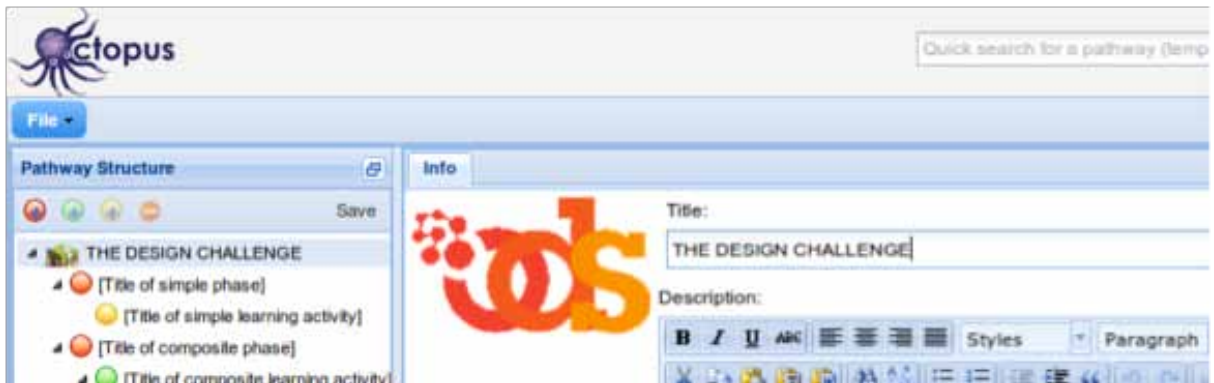 Octopus
Quick search for a pathway (temp
File
Pathway Structure
Info
Save
THE DESIGN CHALLENGE
[Title of simple phase]
[Title of simple learning activity]
[Title of composite phase]
[Title of composite learning activity]
ods
Title:
THE DESIGN CHALLENGE
Description:
B I U ABC Styles Paragraph